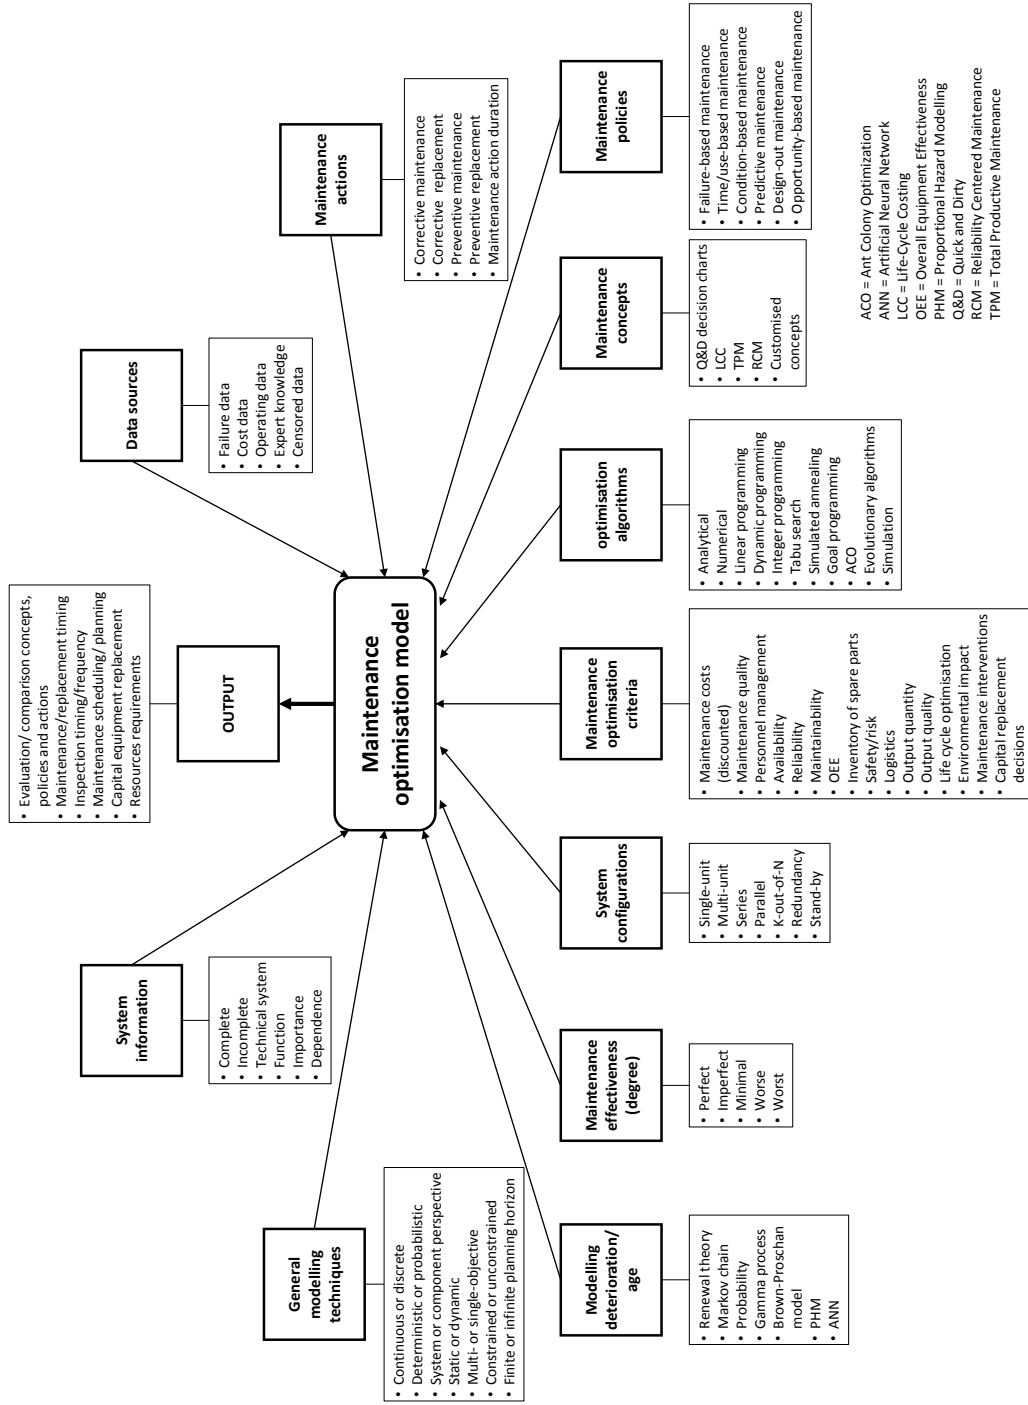 • Evaluation/ comparison concepts,
policies and actions
• Maintenance/replacement timing
• Inspection timing/frequency
• Maintenance scheduling/ planning
• Capital equipment replacement
• Resources requirements
OUTPUT
System
information
• Complete
• Incomplete
• Technical system
• Function
• Importance
• Dependence
Data sources
• Failure data
• Cost data
• Operating data
• Expert knowledge
• Censored data
General
modelling
techniques
• Continuous or discrete
• Deterministic or probabilistic
• System or component perspective
• Static or dynamic
• Multi- or single-objective
• Constrained or unconstrained
• Finite or infinite planning horizon
Maintenance
optimisation model
Maintenance
actions
• Corrective maintenance
• Corrective replacement
• Preventive maintenance
• Preventive replacement
• Maintenance action duration
Modelling
deterioration/
age
• Renewal theory
• Markov chain
• Probability
• Gamma process
• Brown-Proschan
model
• PHM
• ANN
Maintenance
effectiveness
(degree)
• Perfect
• Imperfect
• Minimal
• Worse
• Worst
System
configurations
• Single-unit
• Multi-unit
• Series
• Parallel
• K-out-of-N
• Redundancy
• Stand-by
Maintenance
optimisation
criteria
• Maintenance costs
(discounted)
• Maintenance quality
• Personnel management
• Availability
• Reliability
• Maintainability
• OEE
• Inventory of spare parts
• Safety/risk
• Logistics
• Output quantity
• Output quality
• Life cycle optimisation
• Environmental impact
• Maintenance interventions
• Capital replacement
decisions
optimisation
algorithms
• Analytical
• Numerical
• Linear programming
• Dynamic programming
• Integer programming
• Tabu search
• Simulated annealing
• Goal programming
• ACO
• Evolutionary algorithms
• Simulation
Maintenance
concepts
• Q&D decision charts
• LCC
• TPM
• RCM
• Customised
concepts
Maintenance
policies
• Failure-based maintenance
• Time/use-based maintenance
• Condition-based maintenance
• Predictive maintenance
• Design-out maintenance
• Opportunity-based maintenance
ACO = Ant Colony Optimization
ANN = Artificial Neural Network
LCC = Life-Cycle Costing
OEE = Overall Equipment Effectiveness
PHM = Proportional Hazard Modelling
Q&D = Quick and Dirty
RCM = Reliability Centered Maintenance
TPM = Total Productive Maintenance